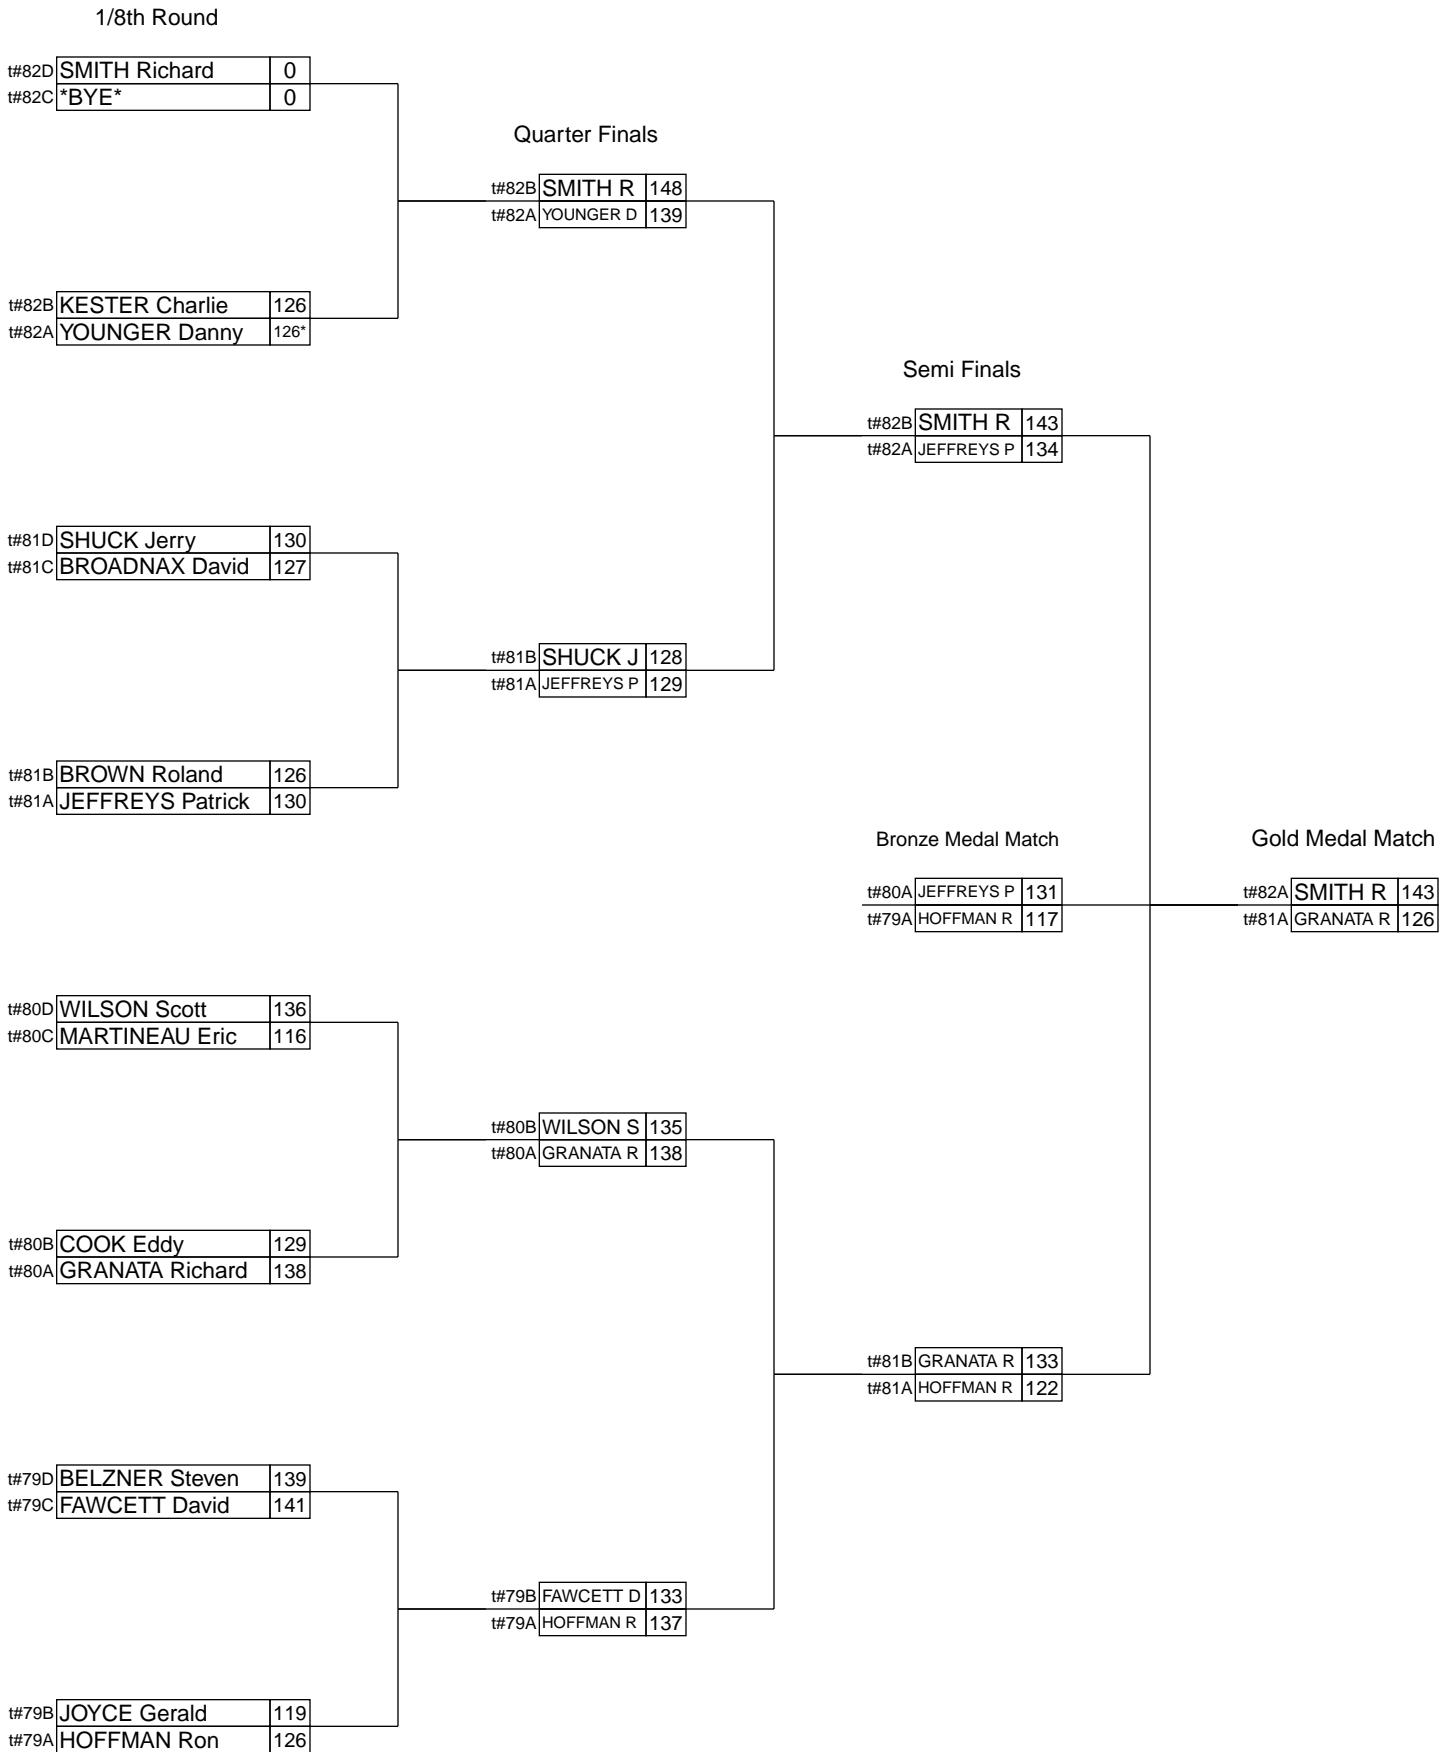 1/8th Round
t#82D SMITH Richard 0
t#82C *BYE* 0
Quarter Finals
t#82B SMITH R 148
t#82A YOUNGER D 139
t#82B KESTER Charlie 126
t#82A YOUNGER Danny 126*
Semi Finals
t#82B SMITH R 143
t#82A JEFFREYS P 134
t#81D SHUCK Jerry 130
t#81C BROADNAX David 127
t#81B SHUCK J 128
t#81A JEFFREYS P 129
t#81B BROWN Roland 126
t#81A JEFFREYS Patrick 130
Bronze Medal Match
Gold Medal Match
t#80A JEFFREYS P 131
t#79A HOFFMAN R 117
t#82A SMITH R 143
t#81A GRANATA R 126
t#80D WILSON Scott 136
t#80C MARTINEAU Eric 116
t#80B WILSON S 135
t#80A GRANATA R 138
t#80B COOK Eddy 129
t#80A GRANATA Richard 138
t#81B GRANATA R 133
t#81A HOFFMAN R 122
t#79D BELZNER Steven 139
t#79C FAWCETT David 141
t#79B FAWCETT D 133
t#79A HOFFMAN R 137
t#79B JOYCE Gerald 119
t#79A HOFFMAN Ron 126